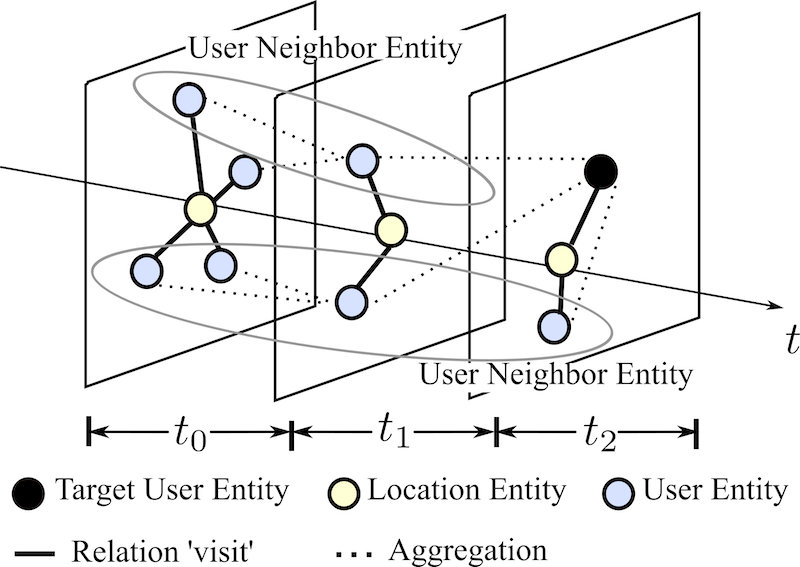 User Neighbor Entity
t
User Neighbor Entity
t0 t1 t2
Target User Entity Location Entity User Entity
Relation 'visit' Aggregation